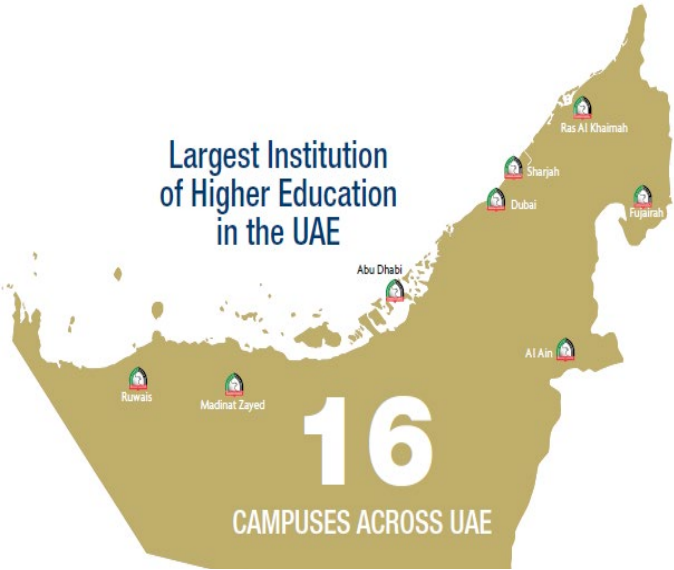 Largest Institution
of Higher Education
in the UAE
Ras Al Khaimah
Sharjah
Dubai
Fujairah
Abu Dhabi
Al Ain
Ruwais
Madinat Zayed
16
CAMPUSES ACROSS UAE